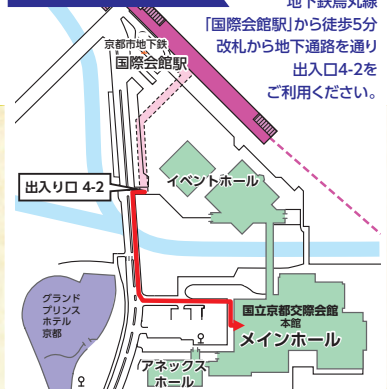 地下鉄烏丸線
「国際会館駅」から徒歩5分
改札から地下通路を通り
出入口4-2を
ご利用ください。
京都市地下鉄
国際会館駅
出入り口 4-2
イベントホール
グランド
プリンス
ホテル
京都
国立京都交際会館
本館
メインホール
アネックス
ホール